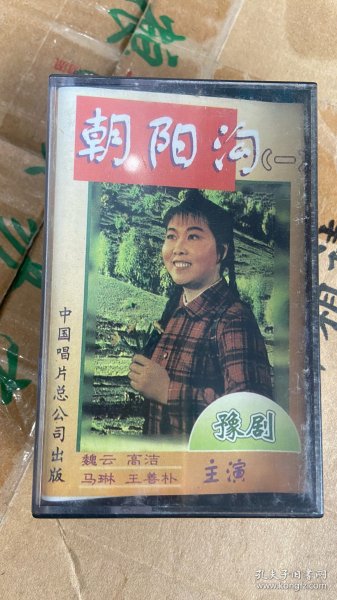 朝阳沟(一)
中国唱片总公司出版
豫剧
魏云 高洁
马琳 王善朴 主演
孔夫子旧书网